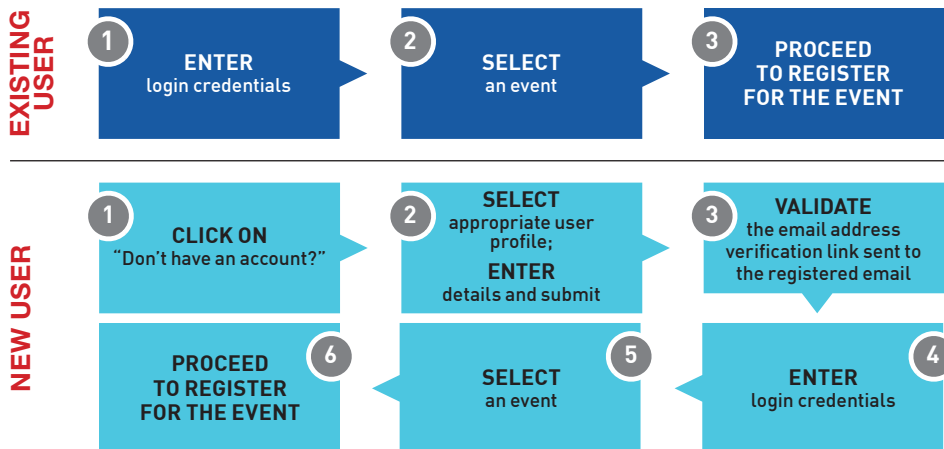 EXISTING
USER
1
ENTER
login credentials
2
SELECT
an event
3
PROCEED
TO REGISTER
FOR THE EVENT
NEW USER
1
CLICK ON
“Don’t have an account?”
2
SELECT
appropriate user
profile;
ENTER
details and submit
3
VALIDATE
the email address
verification link sent to
the registered email
4
ENTER
login credentials
5
SELECT
an event
6
PROCEED
TO REGISTER
FOR THE EVENT